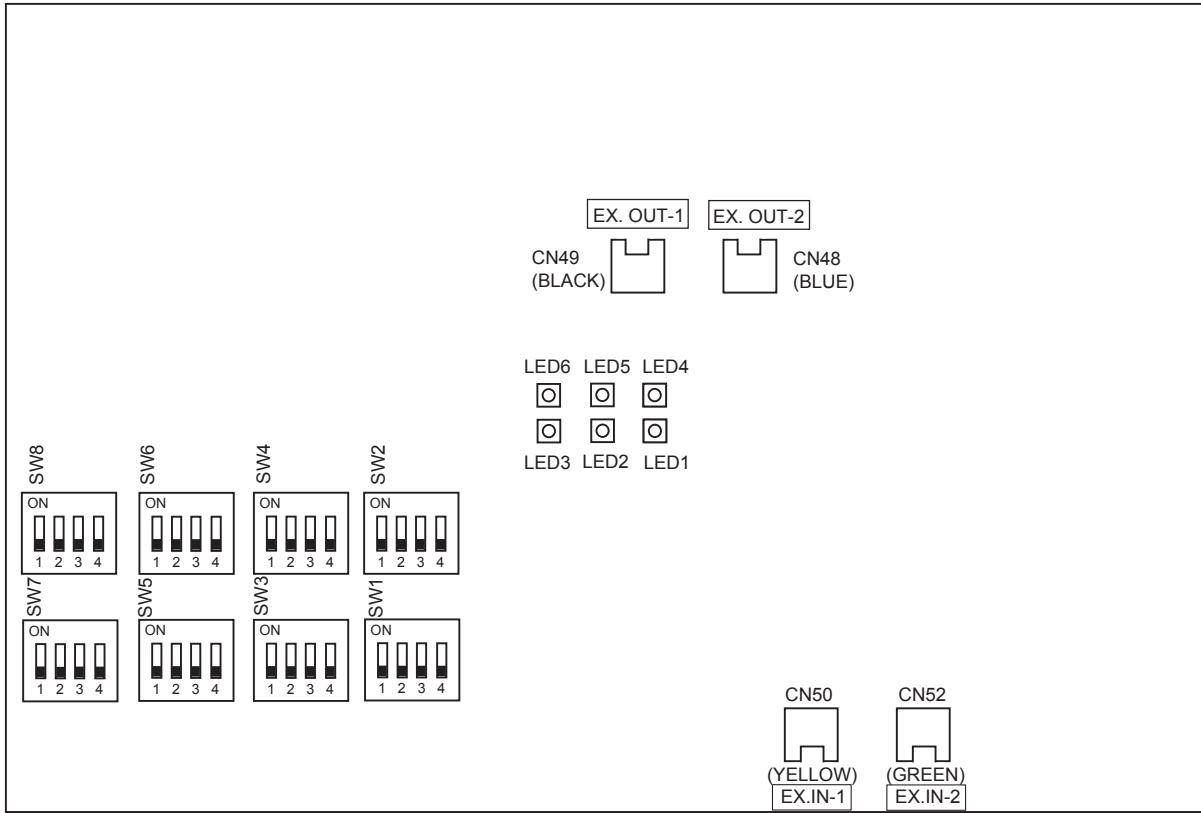 EX. OUT-1 EX. OUT-2
CN49
(BLACK)
CN48
(BLUE)
LED6 LED5 LED4
LED3 LED2 LED1
SW8 SW6 SW4 SW2
ON ON ON ON
1 2 3 4 1 2 3 4 1 2 3 4 1 2 3 4
SW7 SW5 SW3 SW1
ON ON ON ON
1 2 3 4 1 2 3 4 1 2 3 4 1 2 3 4
CN50 CN52
(YELLOW) (GREEN)
EX.IN-1 EX.IN-2